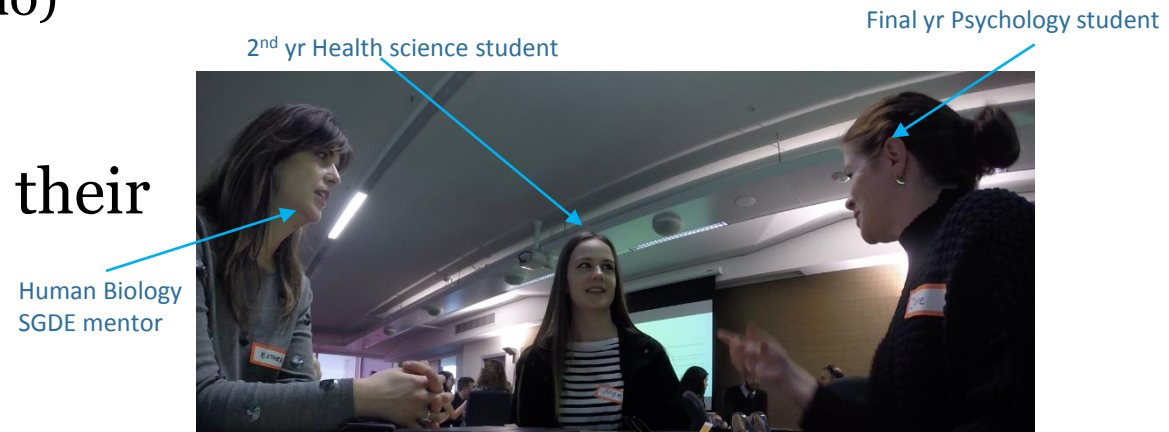 Final yr Psychology student
2nd yr Health science student
their
Human Biology
SGDE mentor